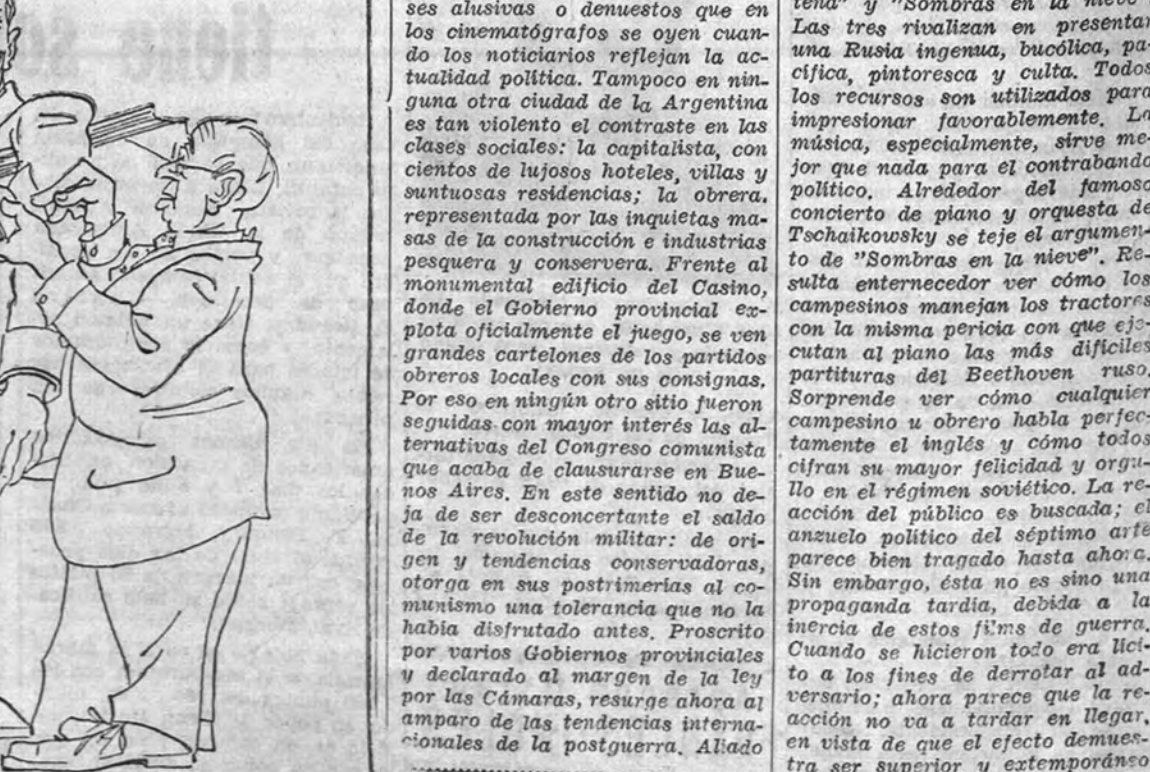 ses alusivas o denuestos que en
los cinematógrafos se oyen cuan-
do los noticiarios reflejan la ac-
tualidad política. Tampoco en nin-
guna otra ciudad de la Argentina
es tan violento el contraste en las
clases sociales: la capitalista, con
cientos de lujosos hoteles, villas y
suntuosas residencias; la obrera,
representada por las inquietas ma-
sas de la construcción e industrias
pesquera y conservera. Frente al
monumental edificio del Casino,
donde el Gobierno provincial ex-
plota oficialmente el juego, se ven
grandes cartelones de los partidos
obreros locales con sus consignas.
Por eso en ningún otro sitio fueron
seguidas con mayor interés las al-
ternativas del Congreso comunista
que acaba de clausurarse en Bue-
nos Aires. En este sentido no de-
ja de ser desconcertante el saldo
de la revolución militar: de ori-
gen y tendencias conservadoras,
otorga en sus postrimerías al co-
munismo una tolerancia que no la
había disfrutado antes. Proscrito
por varios Gobiernos provinciales
y declarado al margen de la ley
por las Cámaras, resurge ahora al
amparo de las tendencias interna-
cionales de la postguerra. Aliado
tena" y "Sombras en la nieve".
Las tres rivalizan en presentar
una Rusia ingenua, bucólica, pa-
cífica, pintoresca y culta. Todos
los recursos son utilizados para
impresionar favorablemente. La
música, especialmente, sirve me-
jor que nada para el contrabando
político. Alrededor del famoso
concierto de piano y orquesta de
Tschaikowsky se teje el argumen-
to de "Sombras en la nieve". Re-
sulta enternecedor ver cómo los
campesinos manejan los tractores
con la misma pericia con que eje-
cutan al piano las más difíciles
partituras del Beethoven ruso.
Sorprende ver cómo cualquier
campesino u obrero habla perfec-
tamente el inglés y cómo todos
cifran su mayor felicidad y orgu-
llo en el régimen soviético. La re-
acción del público es buscada; el
anzuelo político del séptimo arte
parece bien tragado hasta ahora.
Sin embargo, ésta no es sino una
propaganda tardía, debida a la
inercia de estos films de guerra.
Cuando se hicieron todo era líci-
to a los fines de derrotar al ad-
versario; ahora parece que la re-
acción no va a tardar en llegar,
en vista de que el efecto demues-
tra ser superior y extemporáneo